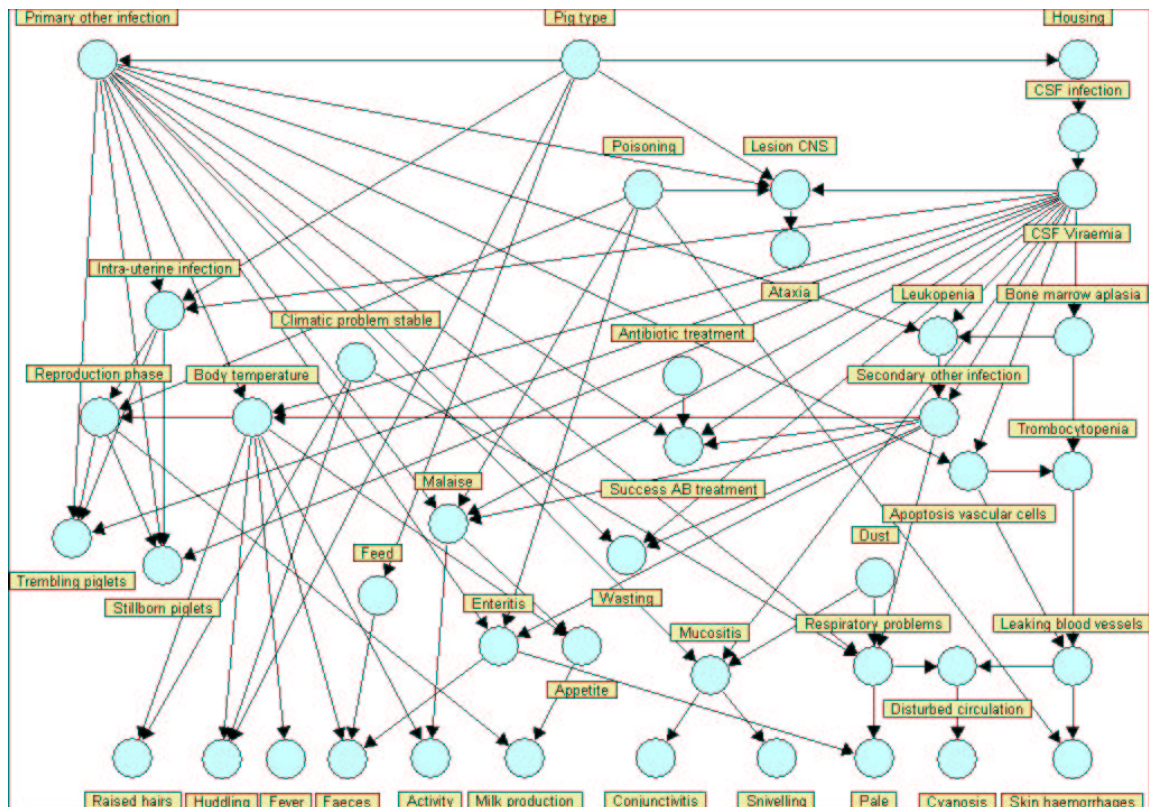 Primary other infection
Pig type
Housing
CSF infection
Poisoning
Lesion CNS
CSF Viraemia
Intra-uterine infection
Ataxia
Leukopenia
Bone marrow aplasia
Climatic problem stable
Antibiotic treatment
Reproduction phase
Body temperature
Secondary other infection
Trombocytopenia
Malaise
Success AB treatment
Apoptosis vascular cells
Dust
Feed
Trembling piglets
Stillborn piglets
Enteritis
Wasting
Mucositis
Respiratory problems
Leaking blood vessels
Appetite
Disturbed circulation
Raised hairs
Huddling
Fever
Faeces
Activity
Milk production
Conjunctivitis
Snivelling
Pale
Cyanosis
Skin haemorrhages